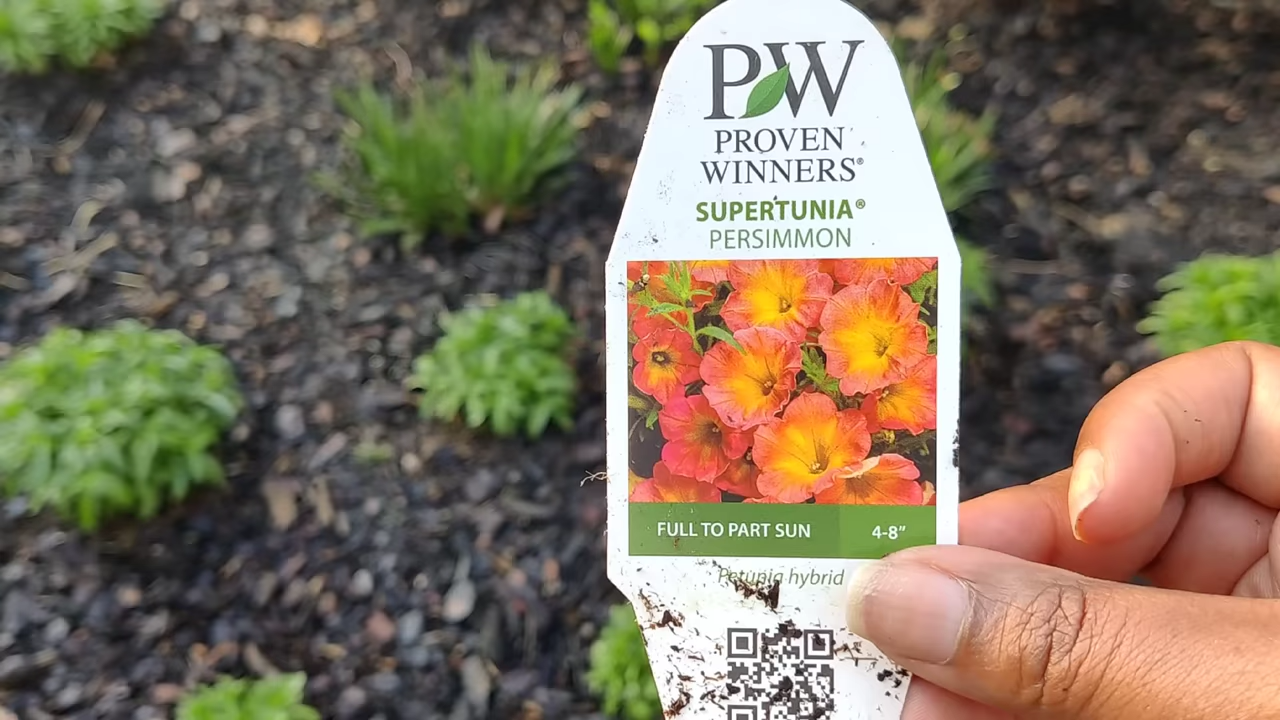 PW
PROVEN
WINNERS®
SUPERTUNIA®
PERSIMMON
FULL TO PART SUN 4-8"
Petunia hybrid